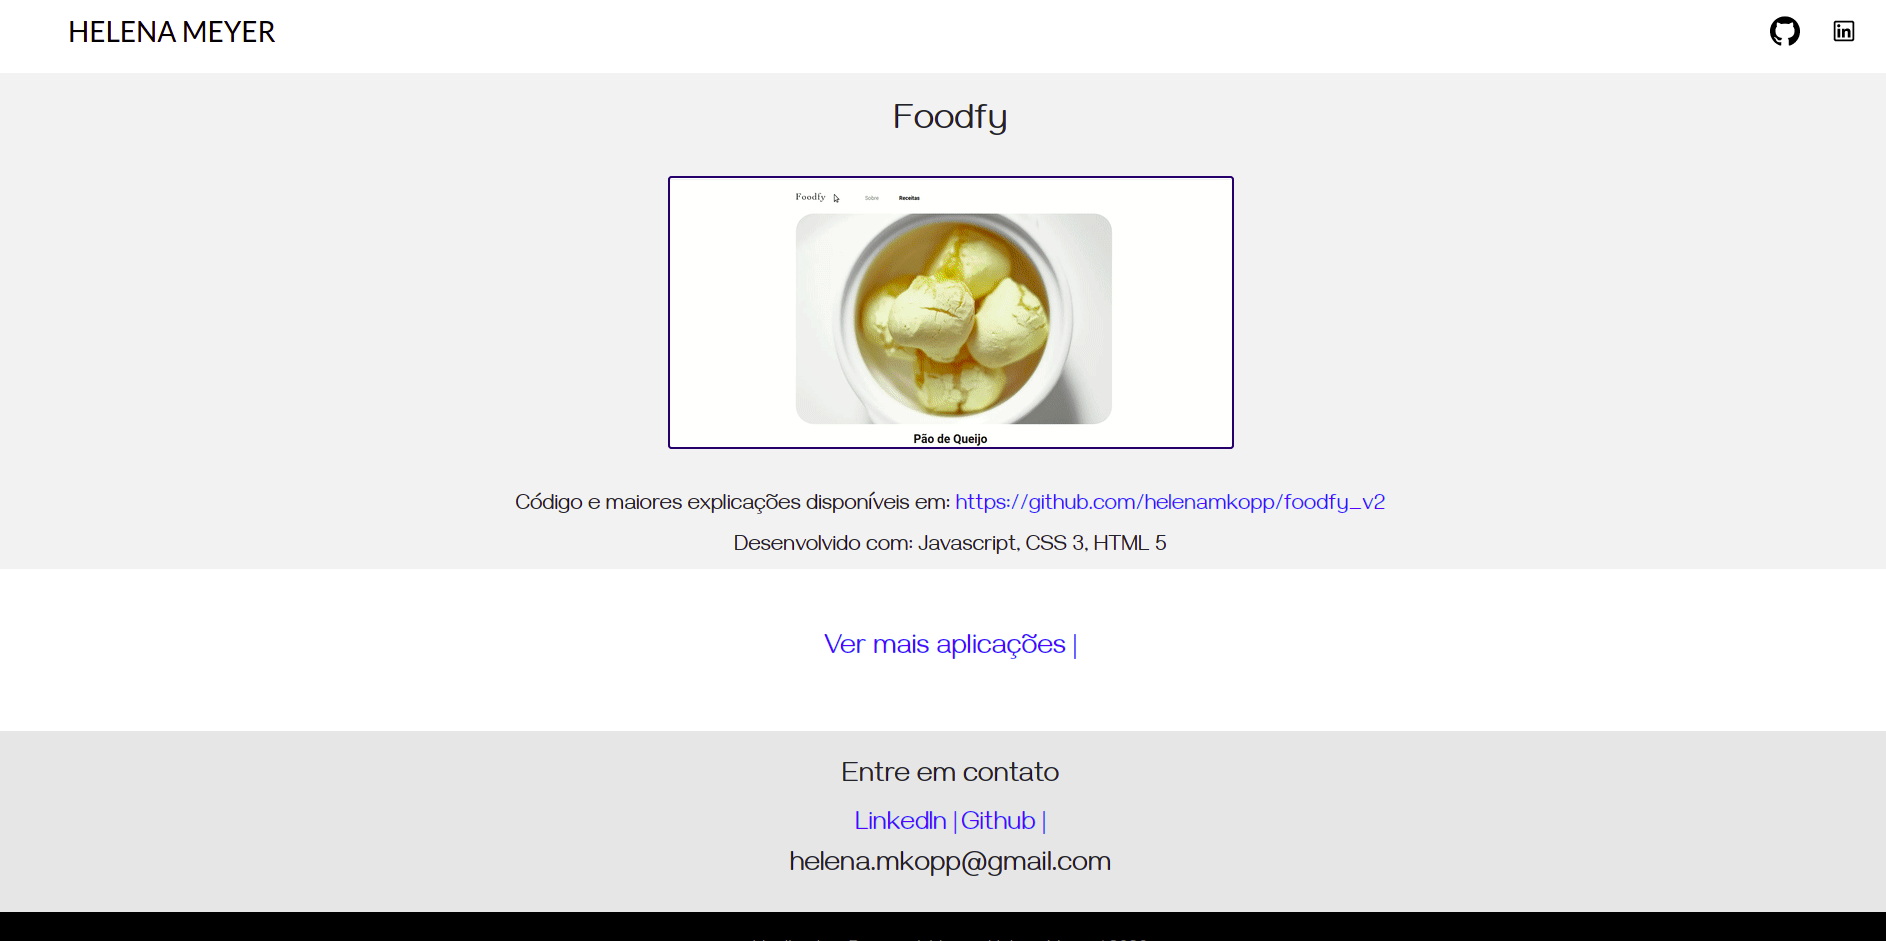 HELENA MEYER
Foodfy
Foodfy Sobre Receitas
Pão de Queijo
Código e maiores explicações disponíveis em: https://github.com/helenamkopp/foodfy_v2
Desenvolvido com: Javascript, CSS 3, HTML 5
Ver mais aplicações |
Entre em contato
LinkedIn | Github |
helena.mkopp@gmail.com